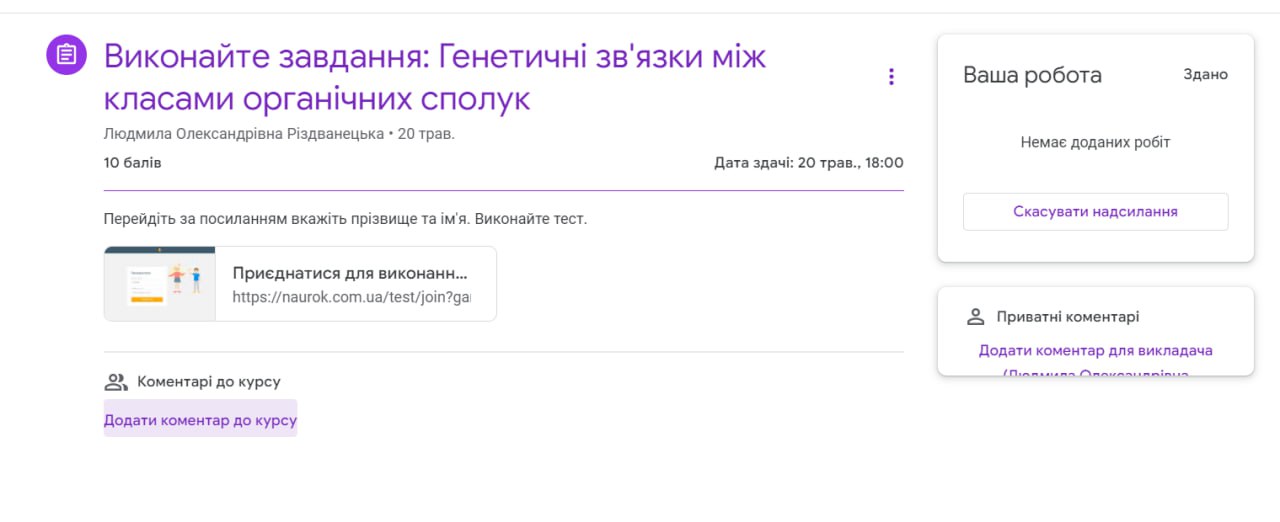 Виконайте завдання: Генетичні зв'язки між
класами органічних сполук
Людмила Олександрівна Різдванецька • 20 трав.
10 балів
Дата здачі: 20 трав., 18:00
Перейдіть за посиланням вкажіть прізвище та ім'я. Виконайте тест.
Приєднатися для виконанн...
https://naurok.com.ua/test/join?ga
Коментарі до курсу
Додати коментар до курсу
Ваша робота
Здано
Немає доданих робіт
Скасувати надсилання
Приватні коментарі
Додати коментар для викладача
(Людмила Олександрівна